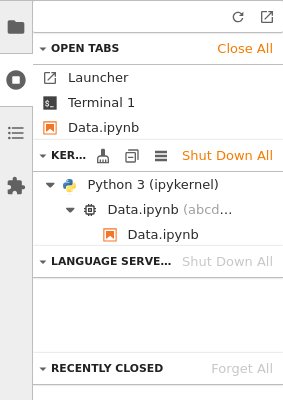 OPEN TABS Close All
Launcher
Terminal 1
Data.ipynb
KER... Shut Down All
Python 3 (ipykernel)
Data.ipynb (abcd...
Data.ipynb
LANGUAGE SERVE... Shut Down All
RECENTLY CLOSED Forget All